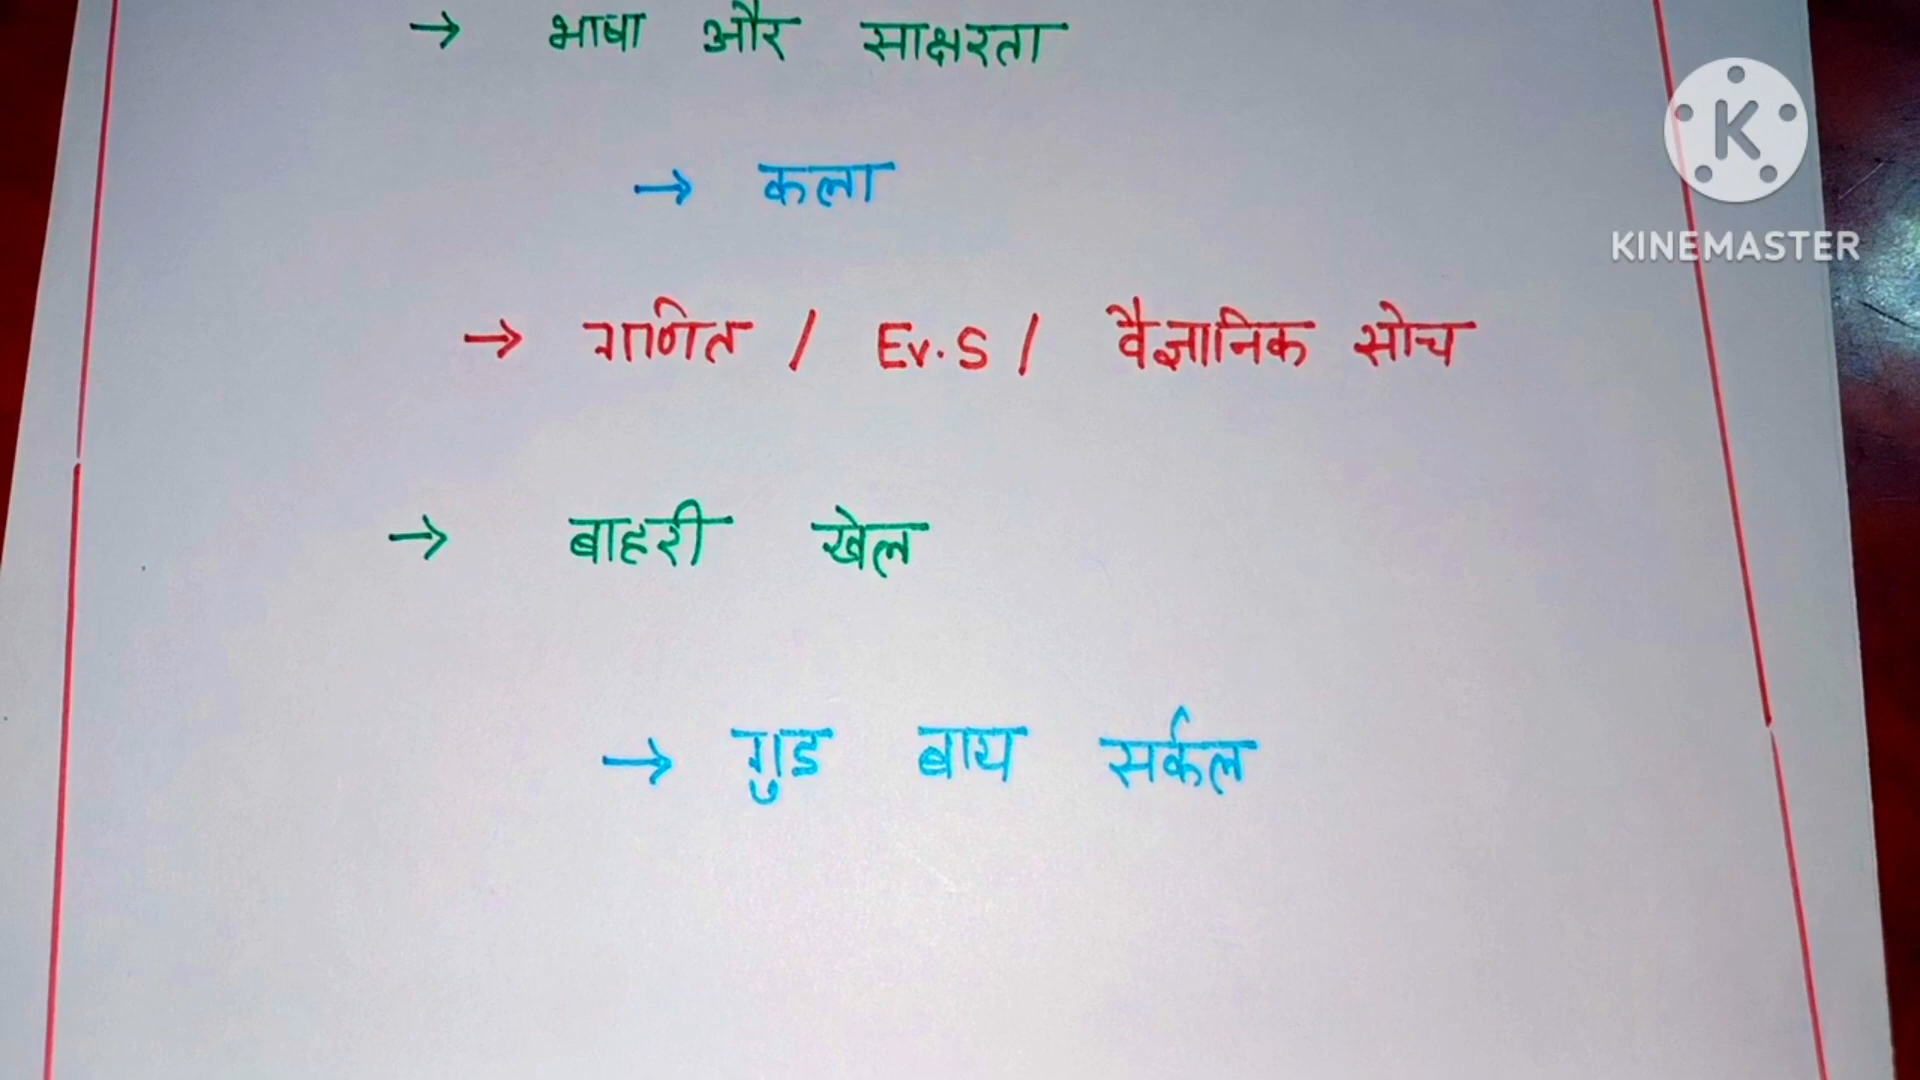 → भाषा और साक्षरता
→ कला
→ गणित / Ev.S / वैज्ञानिक सोच
→ बाहरी खेल
→ गुड बाय सर्कल
K
KINEMASTER